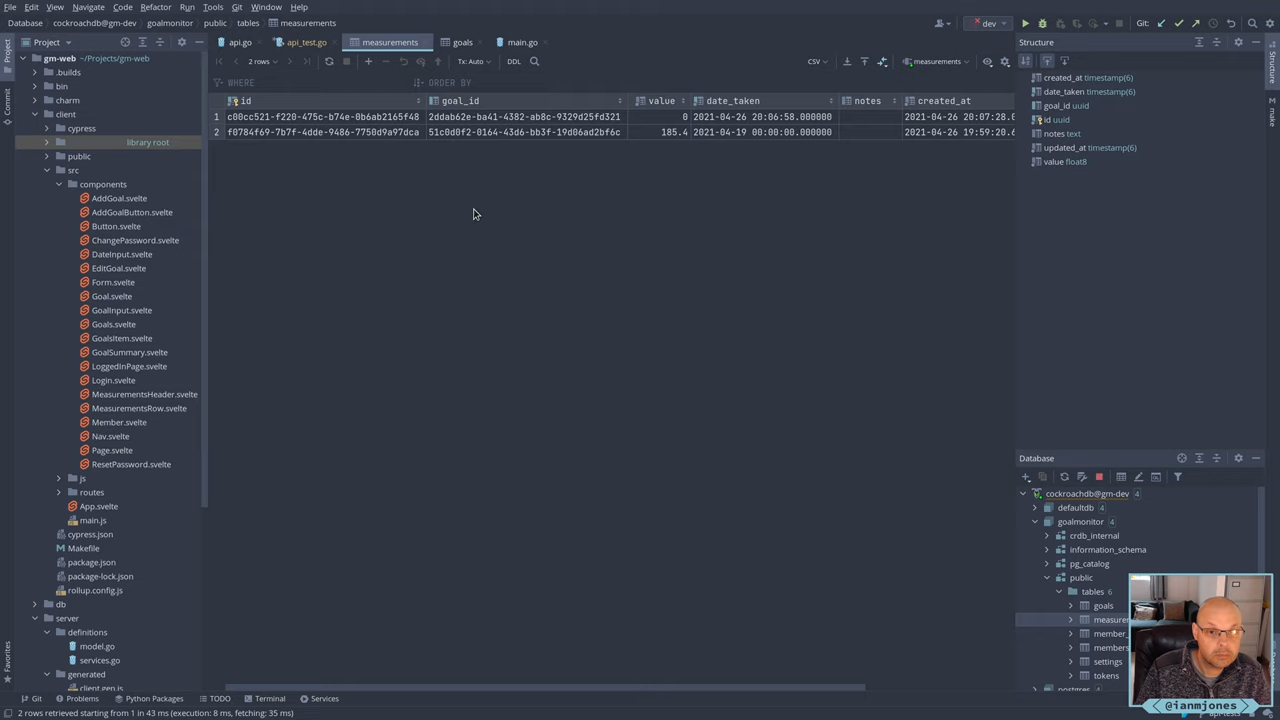 File Edit View Navigate Code Refactor Run Tools Git Window Help
Database cockroachdb@gm-dev goalmonitor public tables measurements dev Git:
Project api.go api_test.go measurements goals main.go Structure
gm-web ~/Projects/gm-web 2 rows Tx: Auto DDL CSV measurements
.builds WHERE ORDER BY
bin id goal_id value date_taken notes created_at
1 c00cc521-f220-475c-b74e-0b6ab2165f48 2ddab62e-ba41-4382-ab8c-9329d25fd321 0 2021-04-26 20:06:58.000000 2021-04-26 20:07:28.0
2 f0784f69-7b7f-4dde-9486-7750d9a97dca 51c0d0f2-0164-43d6-bb3f-19d06ad2bf6c 185.4 2021-04-19 00:00:00.000000 2021-04-26 19:59:20.6
charm
client
cypress
library root
public
src
components
AddGoal.svelte
AddGoalButton.svelte
Button.svelte
ChangePassword.svelte
DateInput.svelte
EditGoal.svelte
Form.svelte
Goal.svelte
GoalInput.svelte
Goals.svelte
GoalsItem.svelte
GoalSummary.svelte
LoggedInPage.svelte
Login.svelte
MeasurementsHeader.svelte
MeasurementsRow.svelte
Member.svelte
Nav.svelte
Page.svelte
ResetPassword.svelte
js
routes
App.svelte
main.js
cypress.json
Makefile
package.json
package-lock.json
rollup.config.js
db
server
definitions
model.go
services.go
generated
client.gen.js
created_at timestamp(6)
date_taken timestamp(6)
goal_id uuid
id uuid
notes text
updated_at timestamp(6)
value float8
Database
cockroachdb@gm-dev 4
defaultdb 4
goalmonitor 4
crdb_internal
information_schema
pg_catalog
public
tables 6
goals
measuren
member_
members
settings
tokens
postgres
Project
Commit
Favorites
Structure
make
Git Problems TODO Python Packages Terminal Services
2 rows retrieved starting from 1 in 43 ms (execution: 8 ms, fetching: 35 ms)
@ianmjones